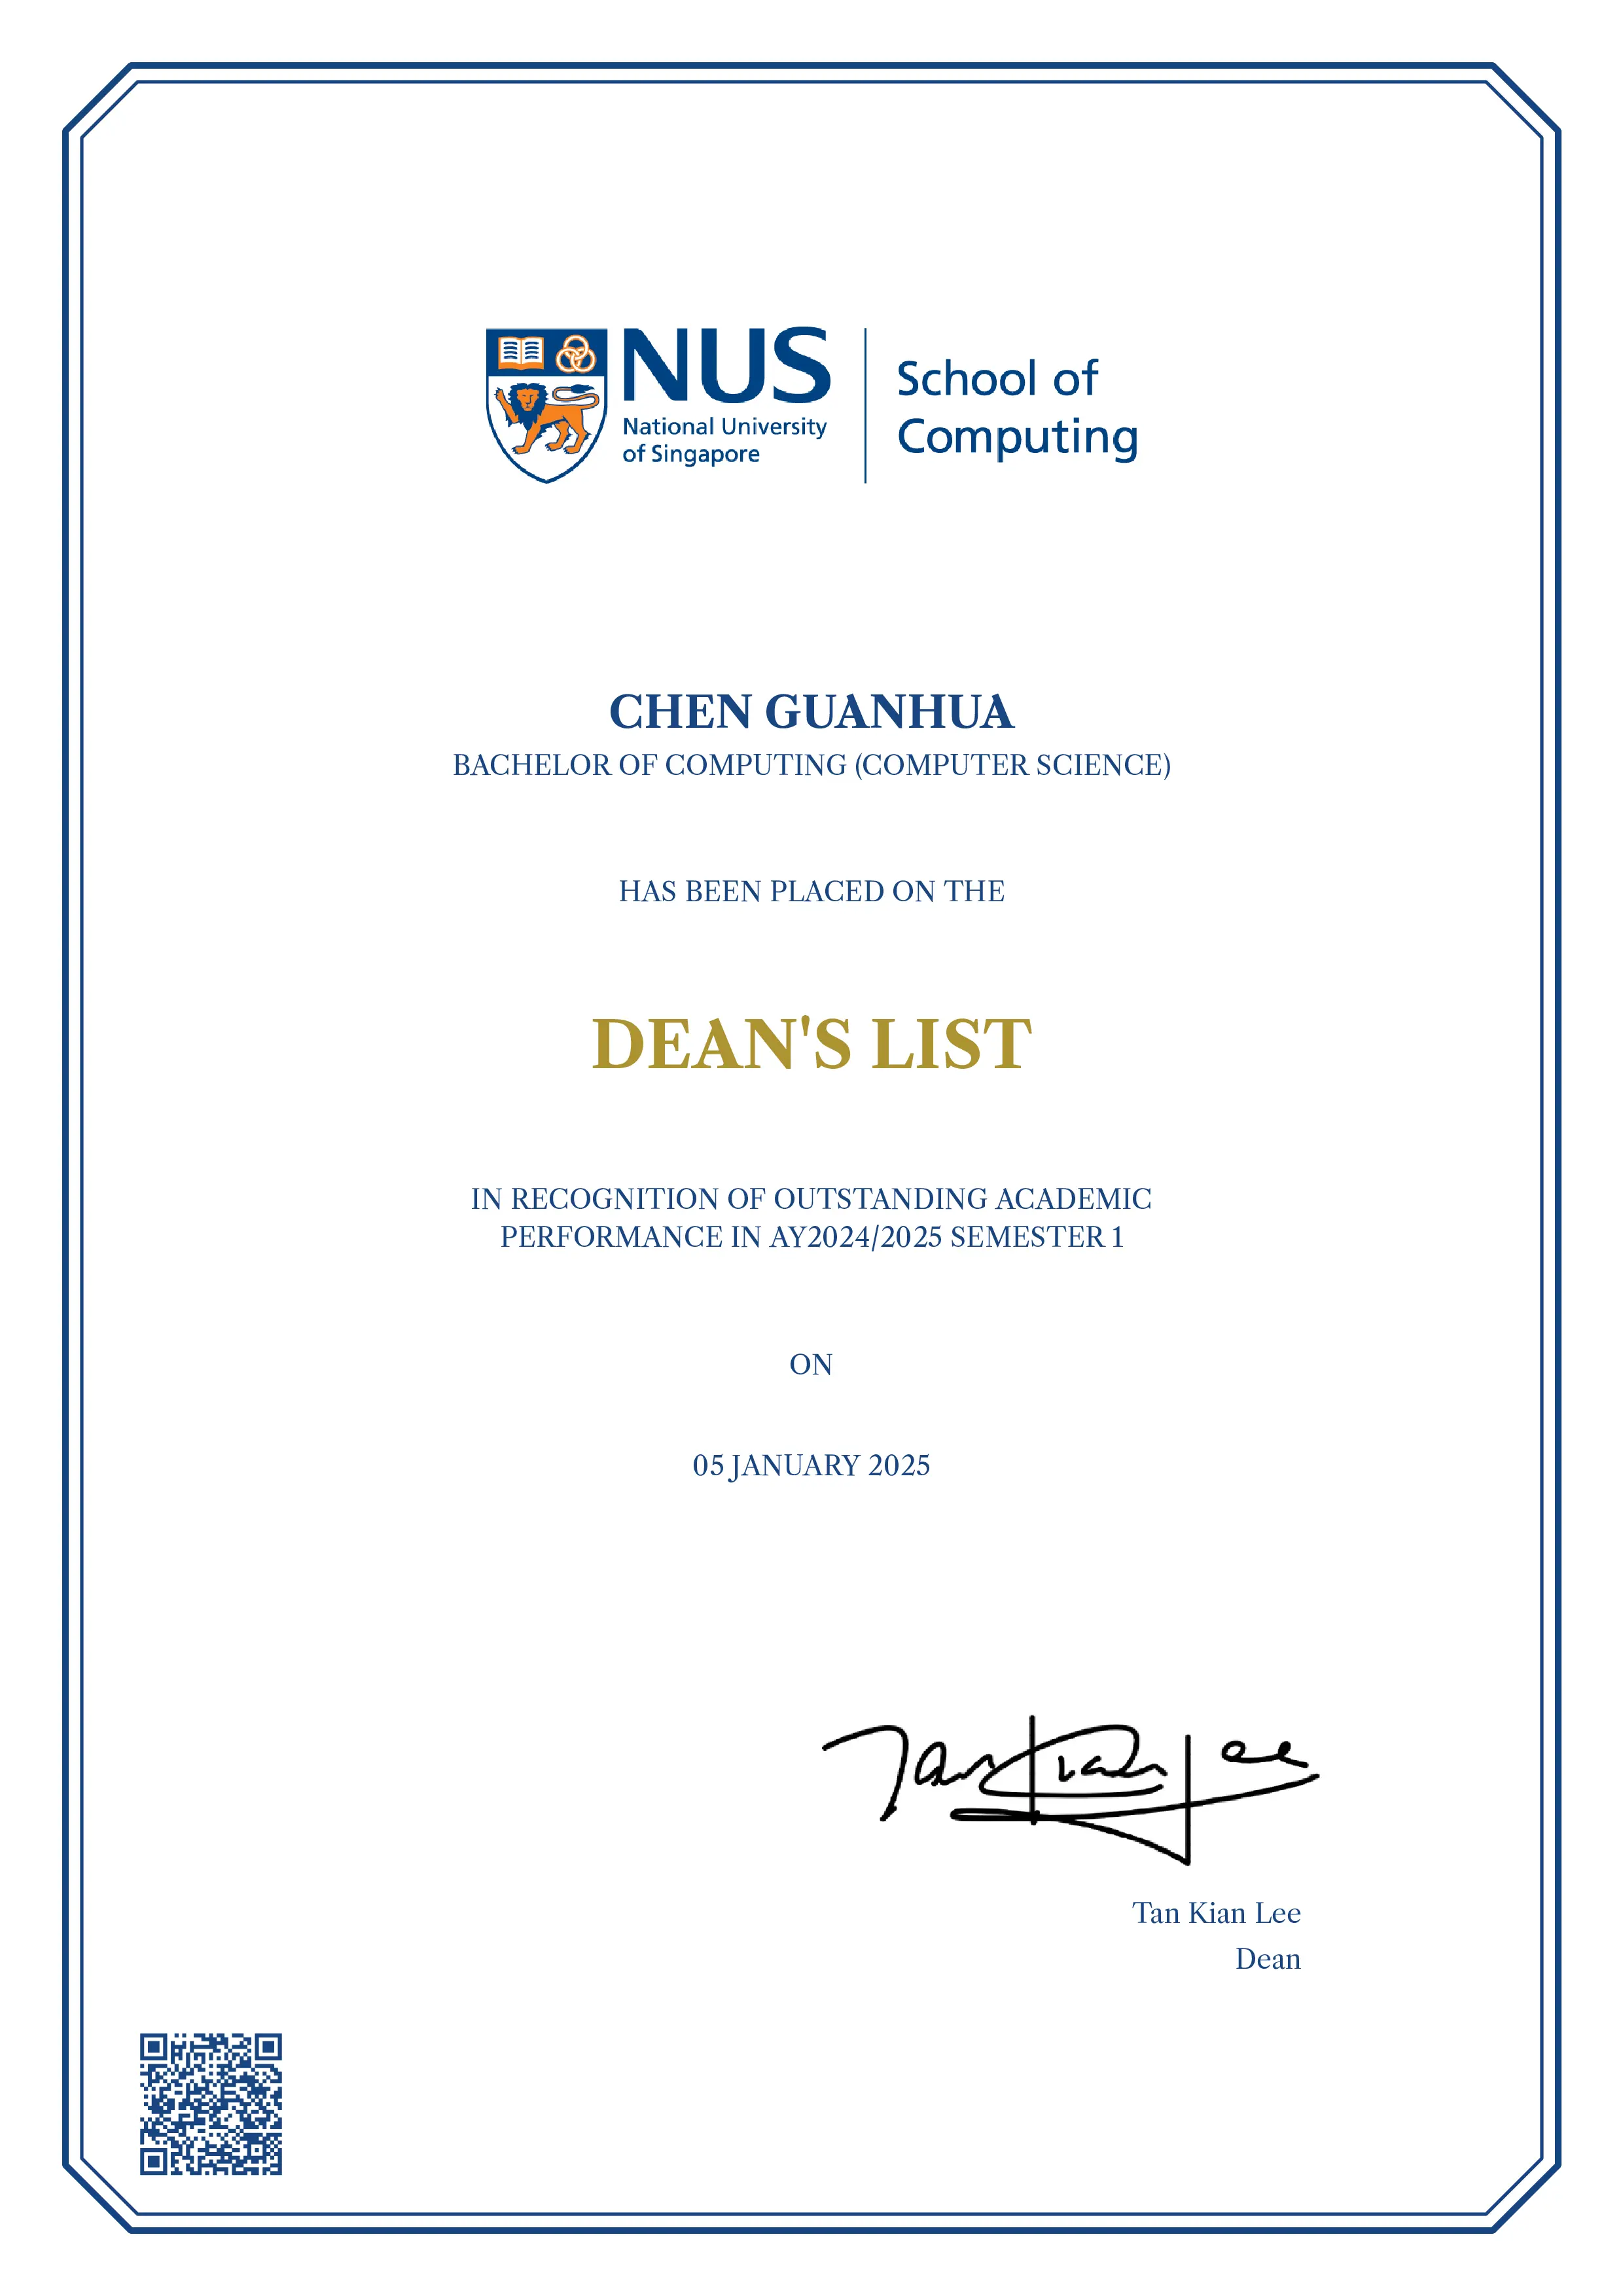 NUS
National University
of Singapore
School of
Computing
CHEN GUANHUA
BACHELOR OF COMPUTING (COMPUTER SCIENCE)
HAS BEEN PLACED ON THE
DEAN'S LIST
IN RECOGNITION OF OUTSTANDING ACADEMIC
PERFORMANCE IN AY2024/2025 SEMESTER 1
ON
05 JANUARY 2025
Tan Kian Lee
Tan Kian Lee
Dean